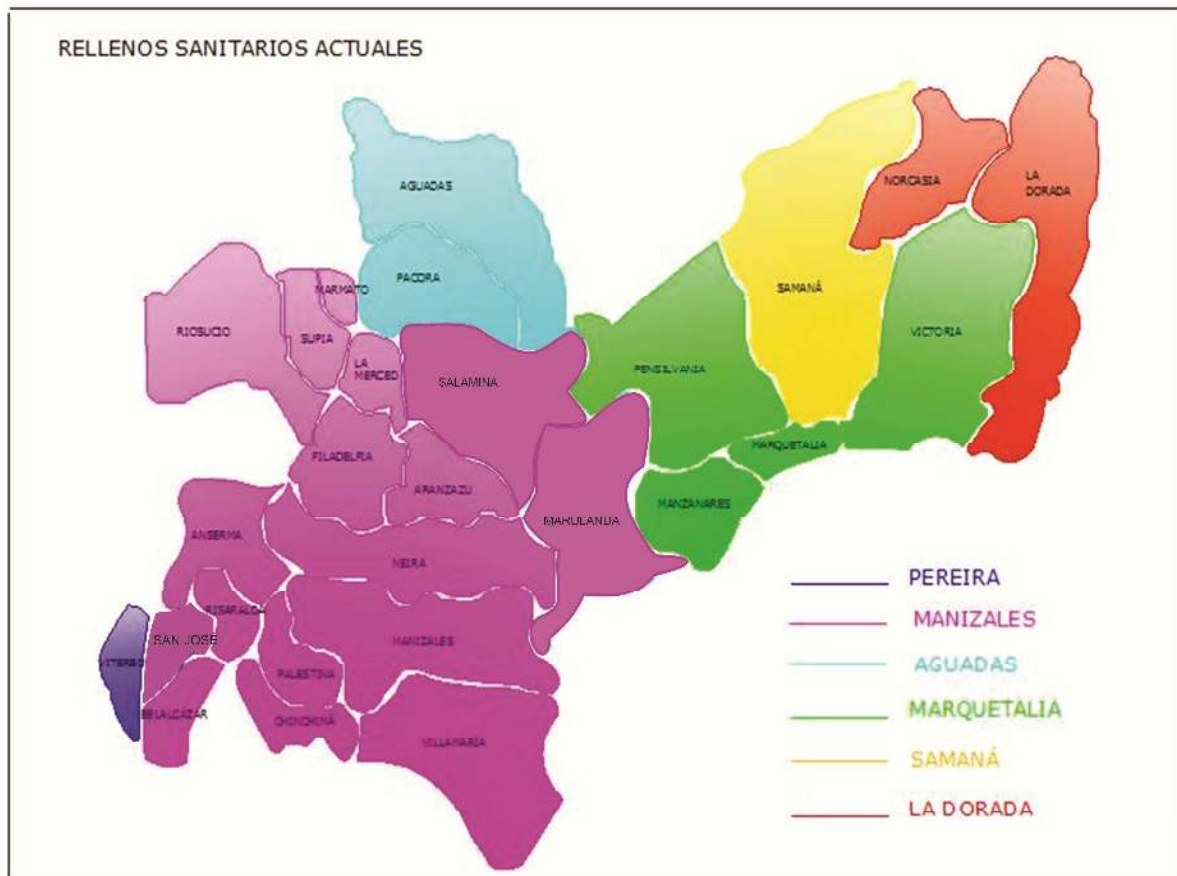 RELLENOS SANITARIOS ACTUALES
AGUADAS
NORCASIA
LA
DORADA
PACORA
MARMATO
SAMANÁ
RIOSUCIO
SUPIA
VICTORIA
LA
MERCED
SALAMINA
PENSILVANIA
MARQUETALIA
FILADELFIA
ARANZAZU
MANZANARES
MARULANDA
ANSERMA
NEIRA
RISARALDA
SAN JOSÉ
MANIZALES
VITERBO
PALESTINA
BELALCÁZAR
CHINCHINÁ
VILLAMARIA
PEREIRA
MANIZALES
AGUADAS
MARQUETALIA
SAMANÁ
LA DORADA